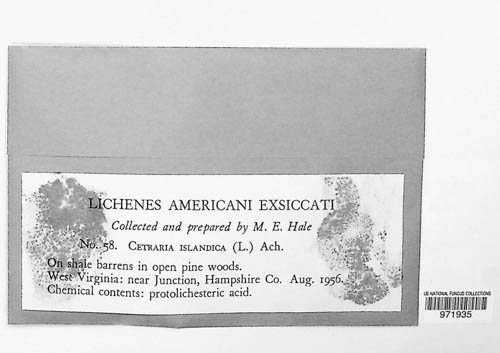 LICHENES AMERICANI EXSICCATI
Collected and prepared by M. E. Hale
No. 58. CETRARIA ISLANDICA (L.) Ach.
On shale barrens in open pine woods.
West Virginia: near Junction, Hampshire Co. Aug. 1956.
Chemical contents: protolichesteric acid.
US NATIONAL FUNGUS COLLECTIONS
971935